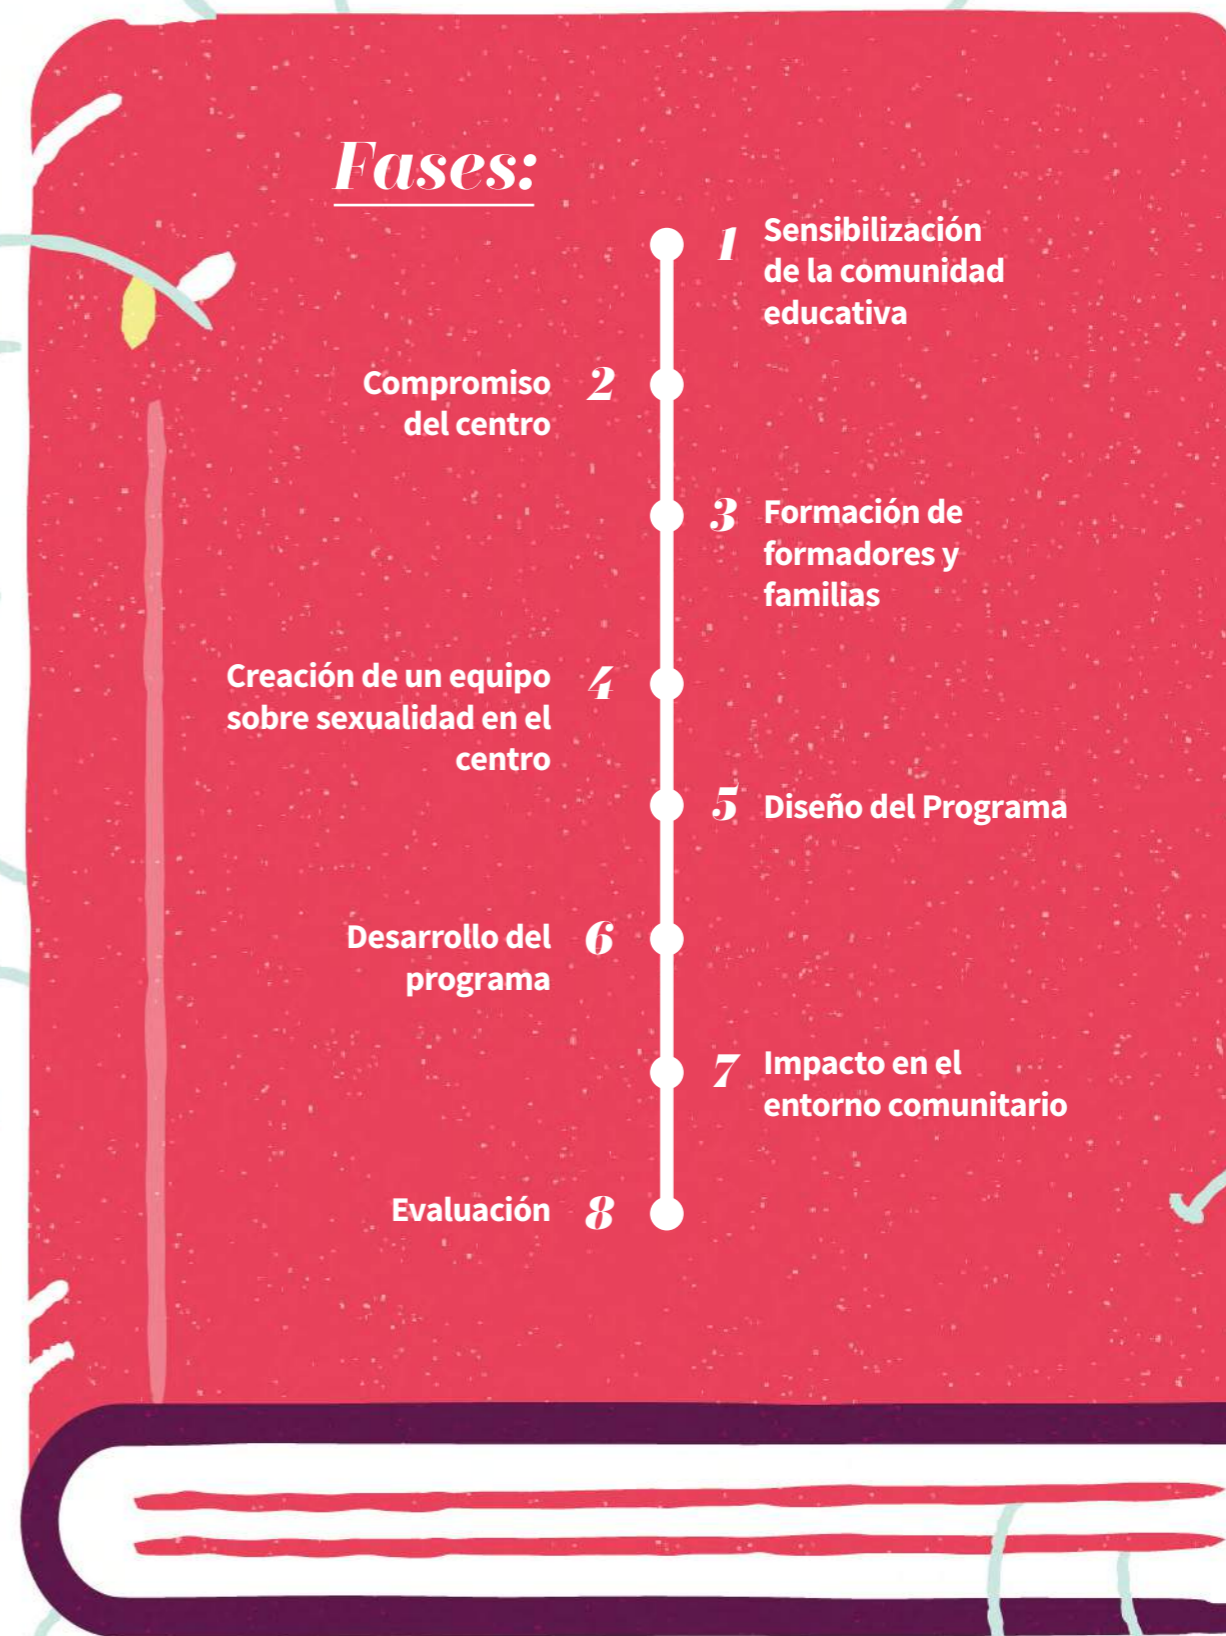 Fases:
1 Sensibilización
de la comunidad
educativa
Compromiso 2
del centro
3 Formación de
formadores y
familias
Creación de un equipo 4
sobre sexualidad en el
centro
5 Diseño del Programa
Desarrollo del 6
programa
7 Impacto en el
entorno comunitario
Evaluación 8